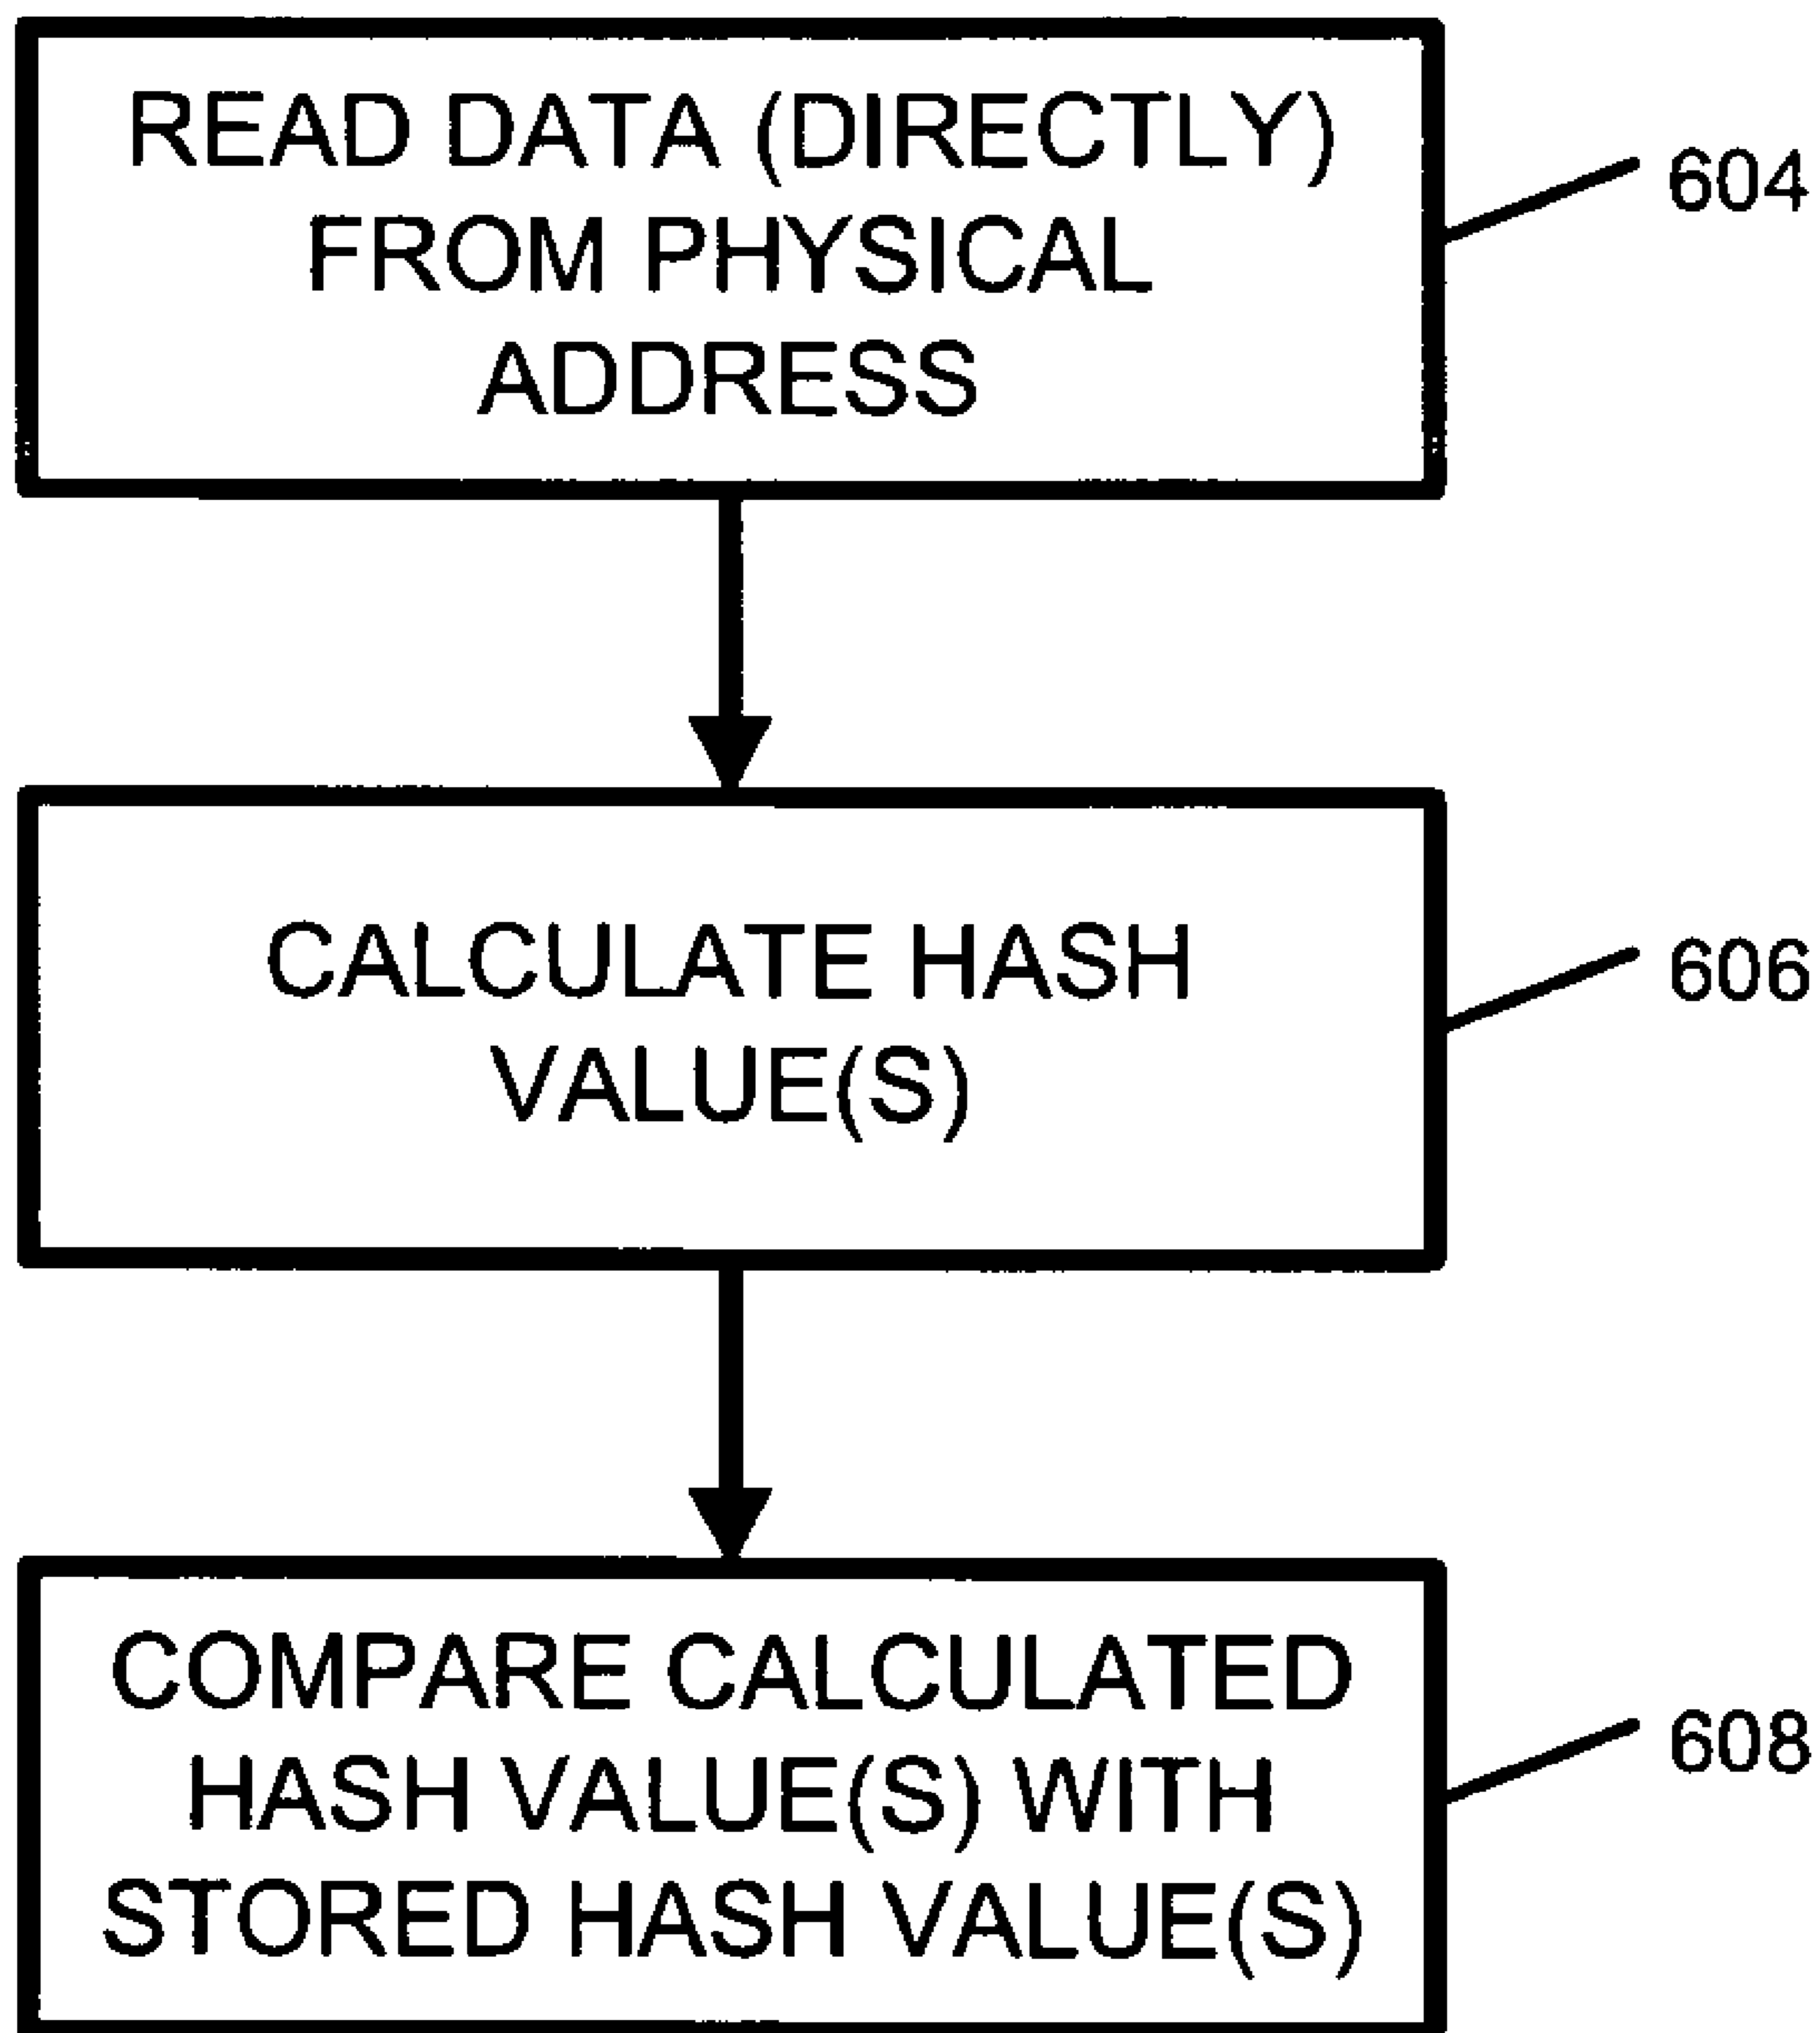 READ DATA (DIRECTLY)
FROM PHYSICAL
ADDRESS
604
CALCULATE HASH
VALUE(S)
606
COMPARE CALCULATED
HASH VALUE(S) WITH
STORED HASH VALUE(S)
608